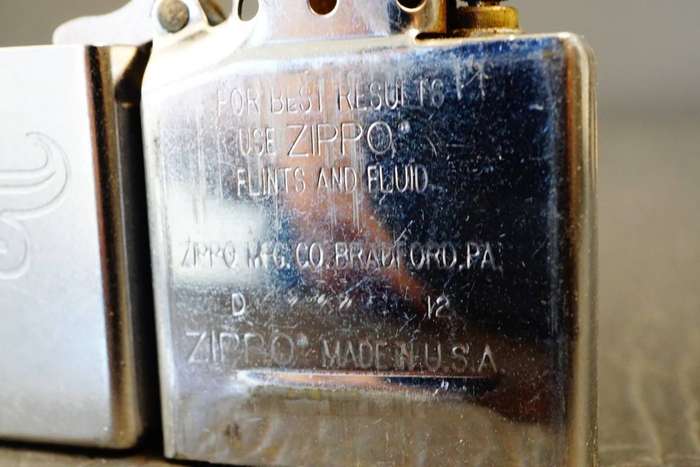 FOR BEST RESULTS
USE ZIPPO®
FLINTS AND FLUID
ZIPPO MFG. CO. BRADFORD, PA.
D 12
ZIPPO® MADE IN U.S.A.